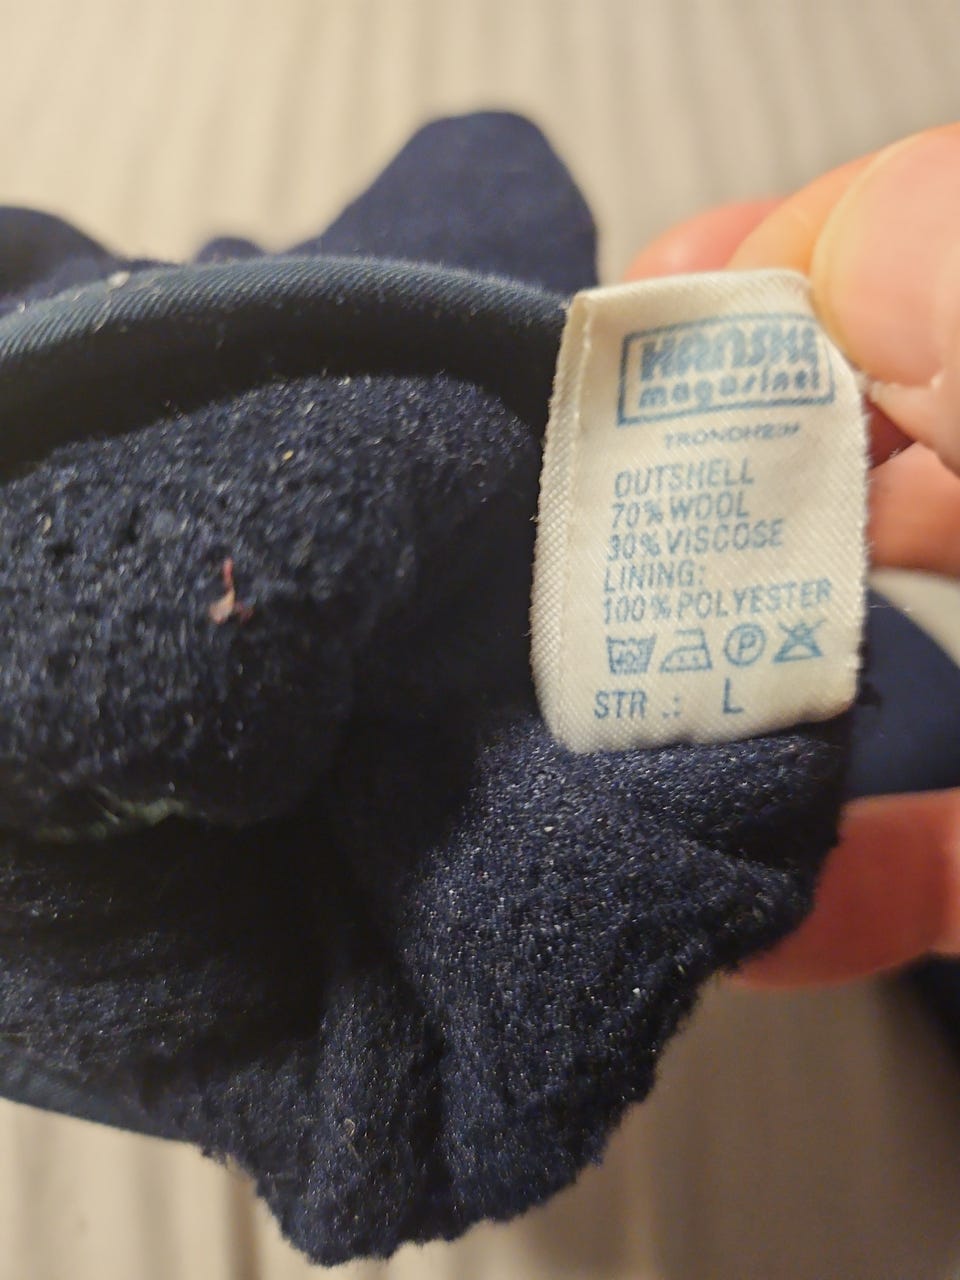 HANSKE
magasinet
TRONDHEIM
OUTSHELL
70% WOOL
30% VISCOSE
LINING:
100% POLYESTER
P
STR .: L